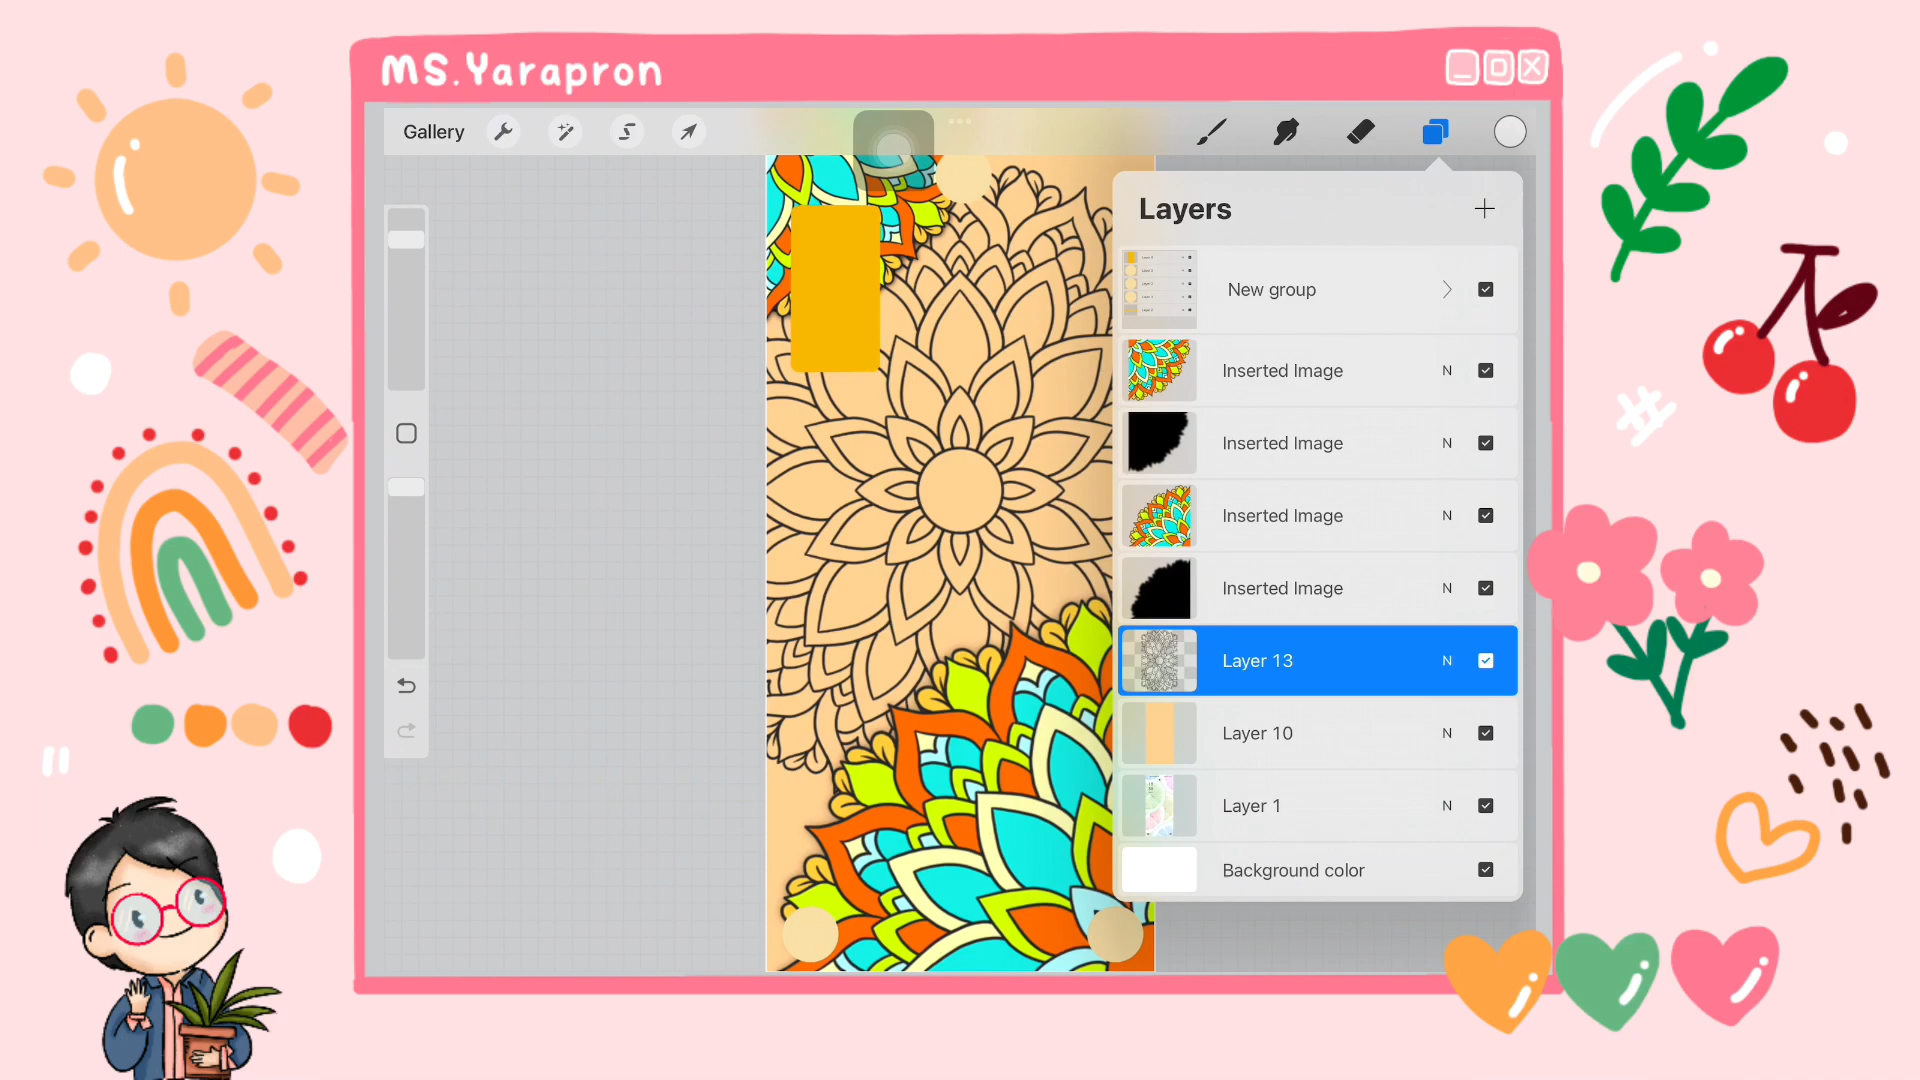 MS.Yarapron
Gallery
Layers
New group
Inserted Image N
Inserted Image N
Inserted Image N
Inserted Image N
Layer 13 N
Layer 10 N
Layer 1 N
Background color